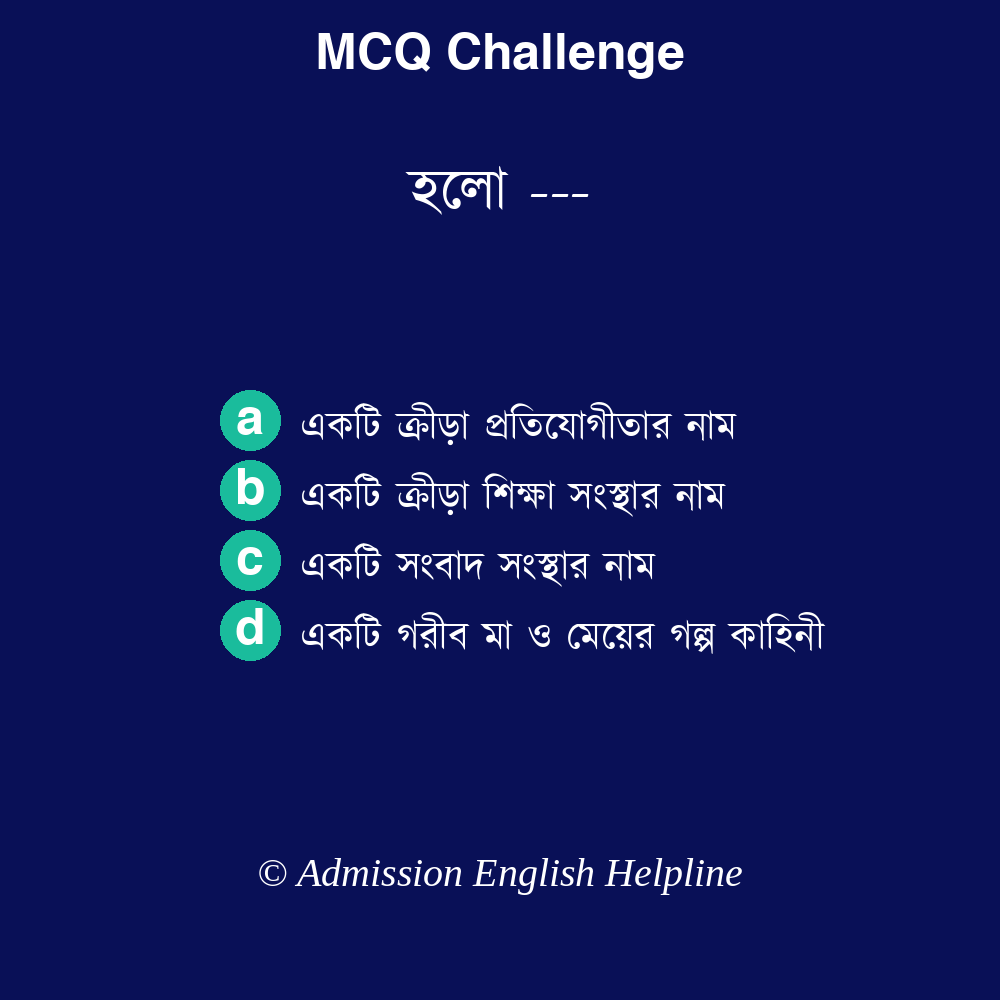 MCQ Challenge
হলো ---
a একটি ক্রীড়া প্রতিযোগীতার নাম
b একটি ক্রীড়া শিক্ষা সংস্থার নাম
c একটি সংবাদ সংস্থার নাম
d একটি গরীব মা ও মেয়ের গল্প কাহিনী
© Admission English Helpline